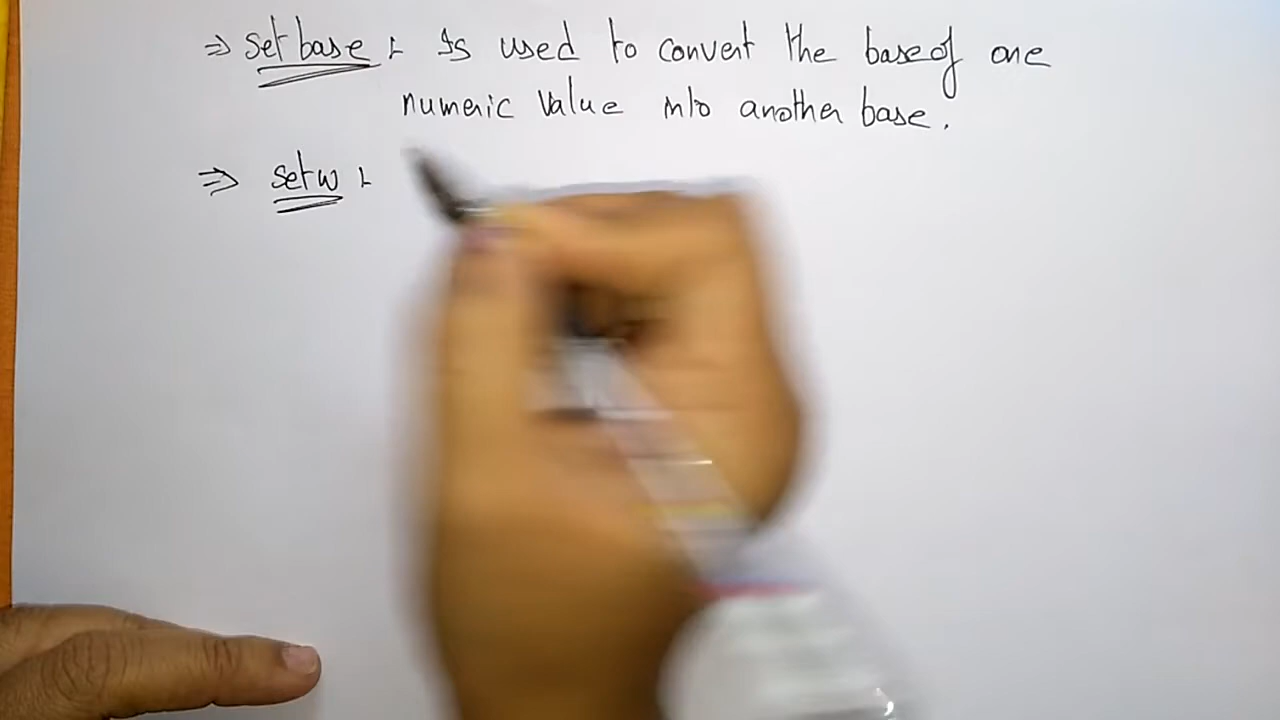 ⇒ setbase :- Is used to convert the base of one
numeric value into another base.
⇒ setw :-